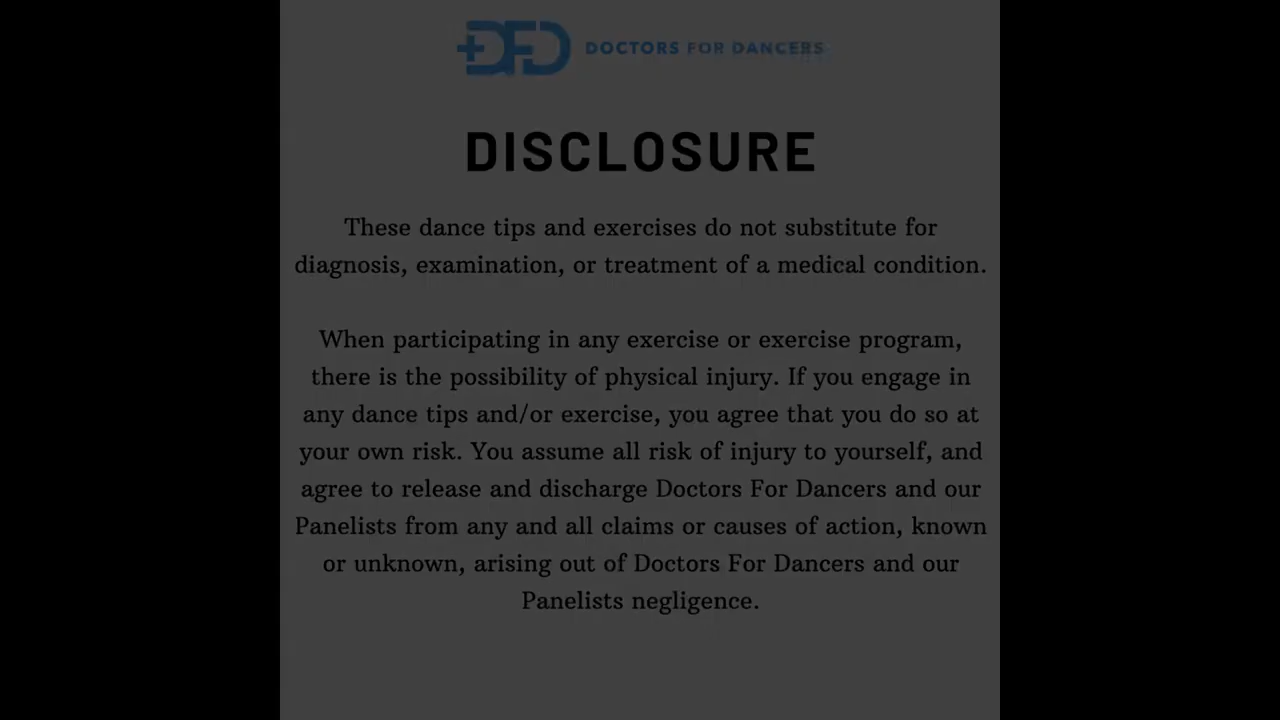 DFD DOCTORS FOR DANCERS
DISCLOSURE
These dance tips and exercises do not substitute for
diagnosis, examination, or treatment of a medical condition.
When participating in any exercise or exercise program,
there is the possibility of physical injury. If you engage in
any dance tips and/or exercise, you agree that you do so at
your own risk. You assume all risk of injury to yourself, and
agree to release and discharge Doctors For Dancers and our
Panelists from any and all claims or causes of action, known
or unknown, arising out of Doctors For Dancers and our
Panelists negligence.